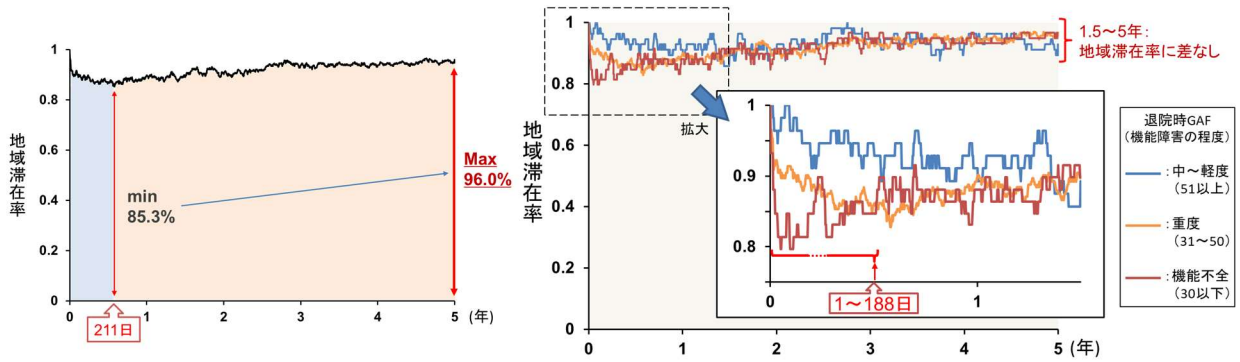 1
0.8
0.6
0.4
0.2
0
地域滞在率
min
85.3%
Max
96.0%
0 1 2 3 4 5 (年)
211日
1
0.8
0.6
0.4
0.2
0
地域滞在率
0 1 2 3 4 5 (年)
1.5～5年：
地域滞在率に差なし
拡大
1
0.9
0.8
0 1
1～188日
退院時GAF
（機能障害の程度）
：中～軽度
（51以上）
：重度
（31～50）
：機能不全
（30以下）